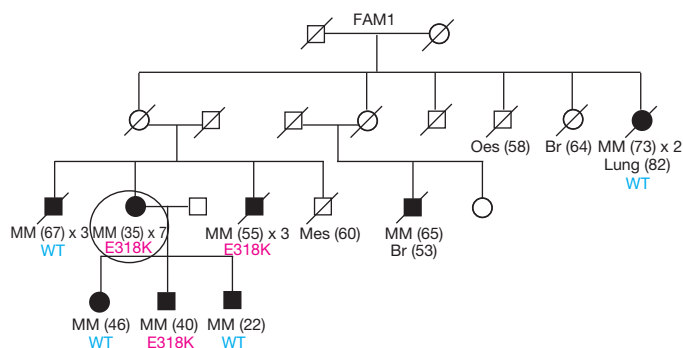 FAM1
Oes (58)
Br (64)
MM (73) x 2
Lung (82)
WT
MM (67) x 3
WT
MM (35) x 7
E318K
MM (55) x 3
E318K
Mes (60)
MM (65)
Br (53)
MM (46)
WT
MM (40)
E318K
MM (22)
WT